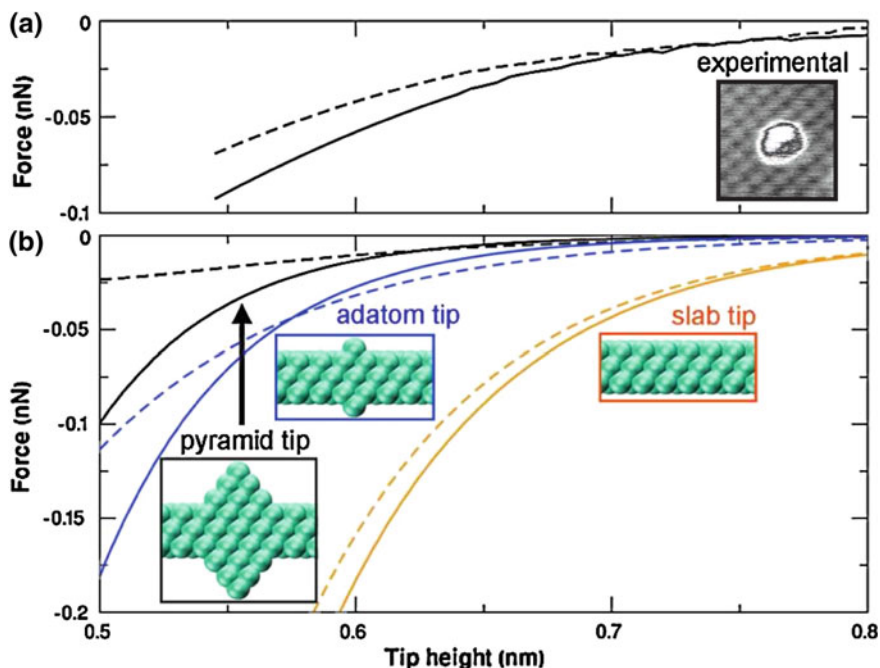 (a)
0
-0.05
-0.1
Force (nN)
experimental
(b)
0
-0.05
-0.1
-0.15
-0.2
Force (nN)
adatom tip
slab tip
pyramid tip
0.5 0.6 0.7 0.8
Tip height (nm)